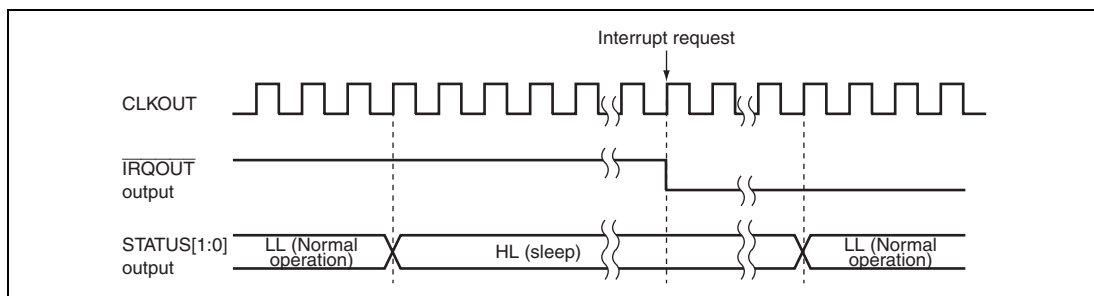 Interrupt request
CLKOUT
IRQOUT
output
STATUS[1:0]
output
LL (Normal
operation)
HL (sleep)
LL (Normal
operation)